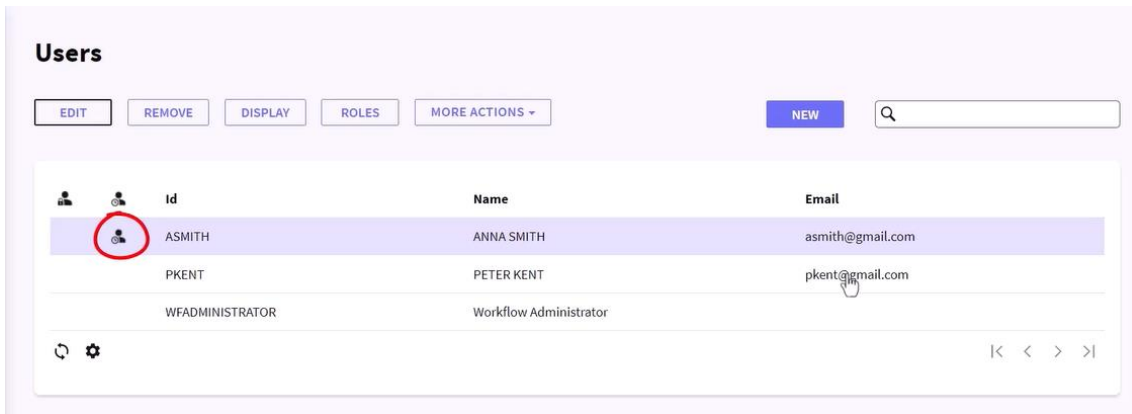 Users
EDIT REMOVE DISPLAY ROLES MORE ACTIONS NEW
Id Name Email
ASMITH ANNA SMITH asmith@gmail.com
PKENT PETER KENT pkent@gmail.com
WFADMINISTRATOR Workflow Administrator